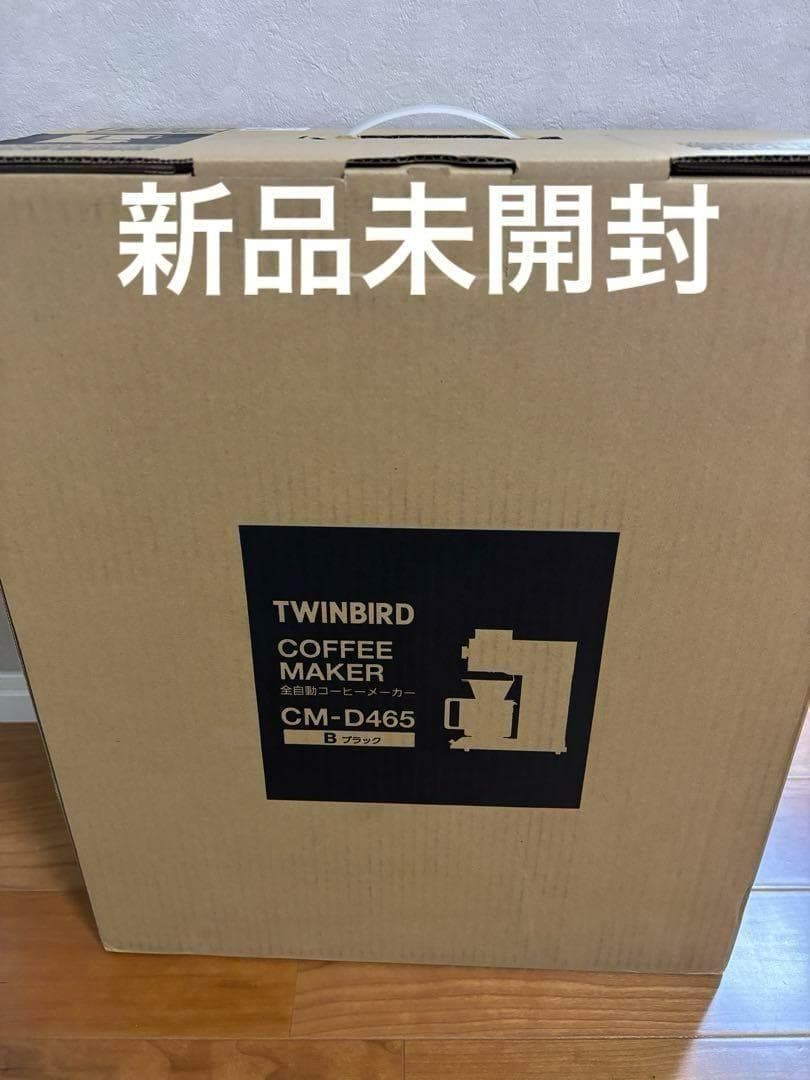 新品未開封
TWINBIRD
COFFEE
MAKER
全自動コーヒーメーカー
CM-D465
B ブラック